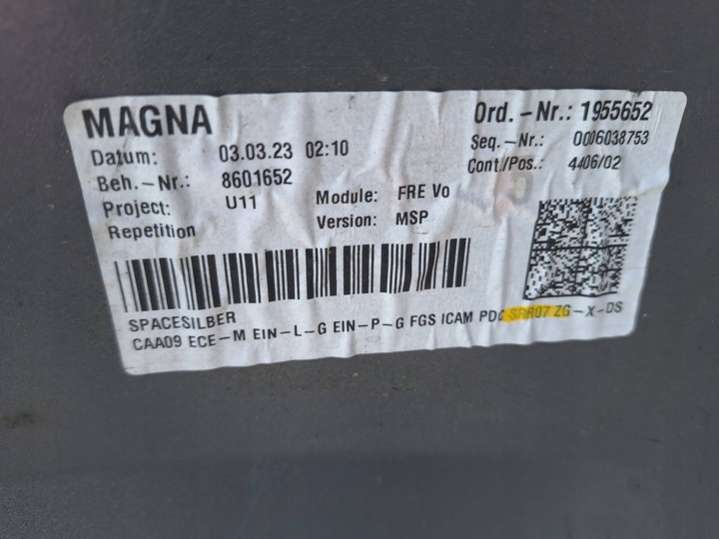 MAGNA
Ord. -Nr.: 1955652
Datum: 03.03.23 02:10
Seq.-Nr.: 0006038753
Beh.-Nr.: 8601652
Cont./Pos.: 4406/02
Project: U11
Module: FRE Vo
Repetition
Version: MSP
SPACESILBER
CAA09 ECE-M EIN-L-G EIN-P-G FGS ICAM PDC SRR07 ZG-X-DS